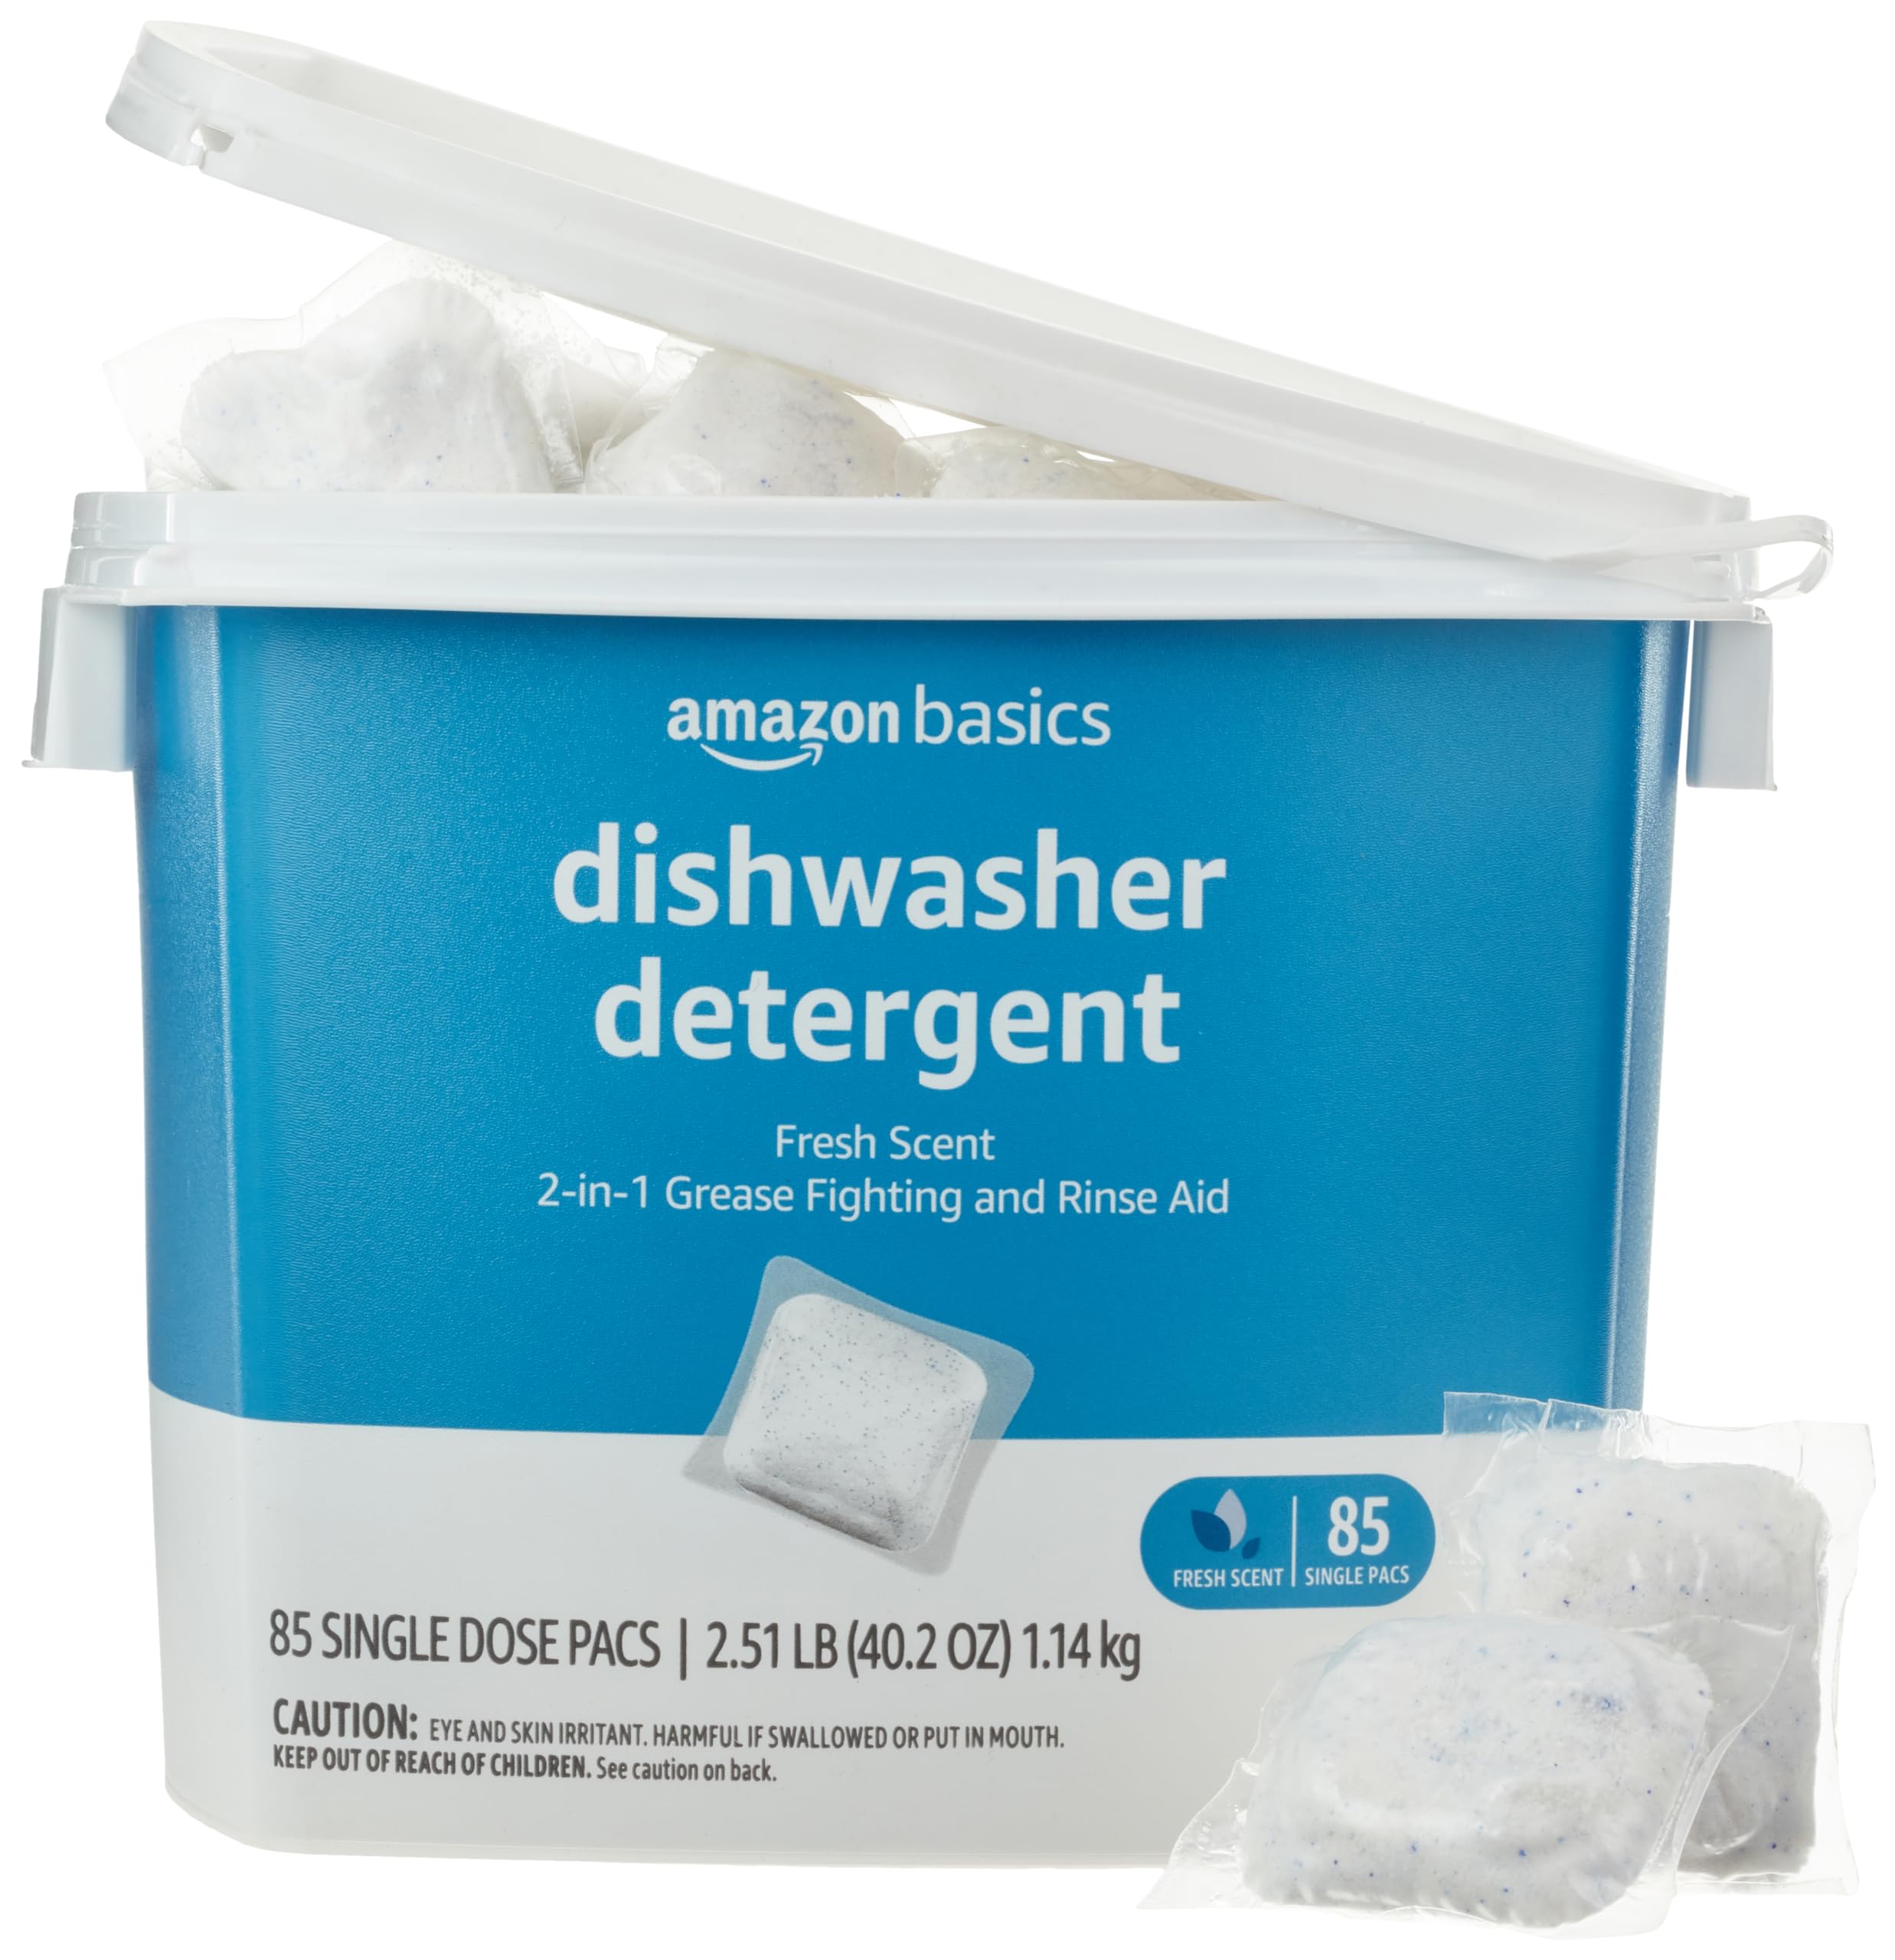 amazon basics
dishwasher
detergent
Fresh Scent
2-in-1 Grease Fighting and Rinse Aid
FRESH SCENT
85
SINGLE PACS
85 SINGLE DOSE PACS | 2.51 LB (40.2 OZ) 1.14 kg
CAUTION: EYE AND SKIN IRRITANT. HARMFUL IF SWALLOWED OR PUT IN MOUTH.
KEEP OUT OF REACH OF CHILDREN. See caution on back.